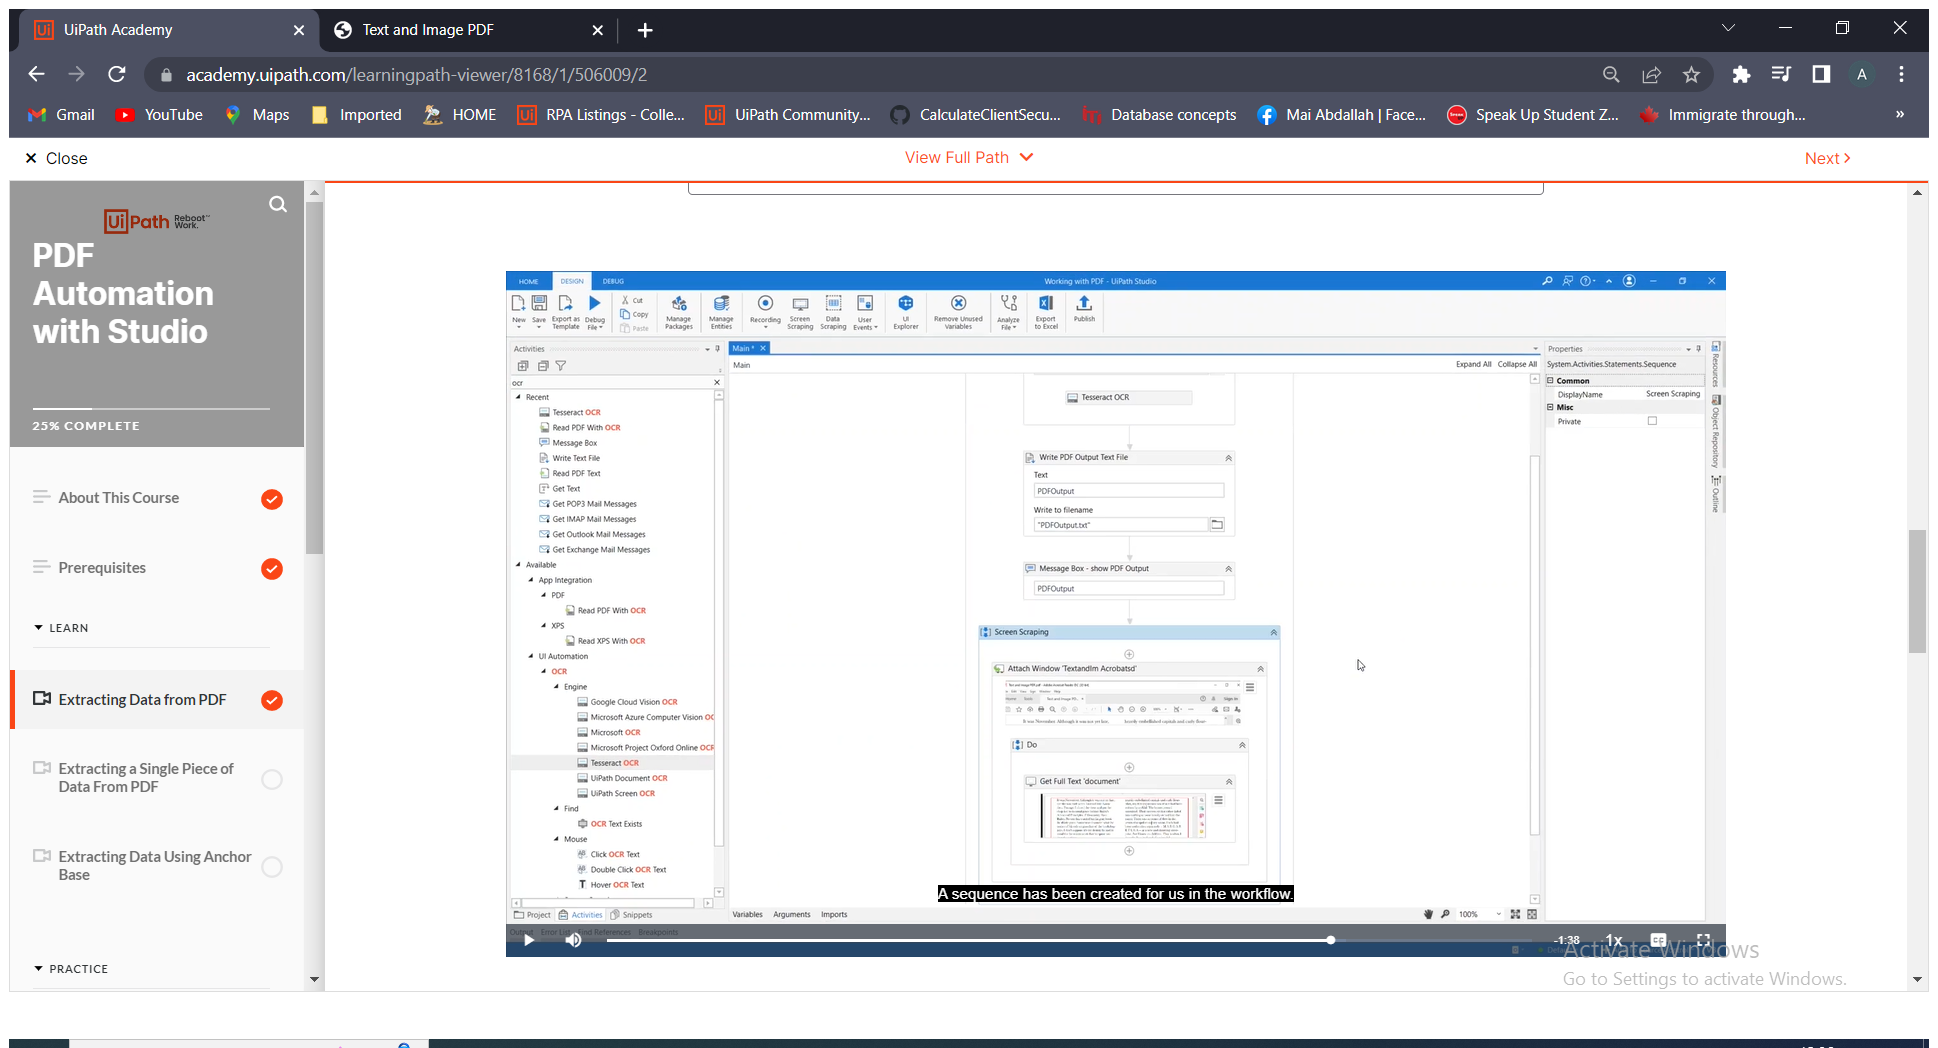 UiPath Academy
Text and Image PDF
academy.uipath.com/learningpath-viewer/8168/1/506009/2
A
Gmail
YouTube
Maps
Imported
HOME
RPA Listings - Colle...
UiPath Community...
CalculateClientSecu...
Database concepts
Mai Abdallah | Face...
Speak Up Student Z...
Immigrate through...
»
Close
View Full Path
Next
UiPath Reboot Work.
PDF
Automation
with Studio
25% COMPLETE
About This Course
Prerequisites
LEARN
Extracting Data from PDF
Extracting a Single Piece of
Data From PDF
Extracting Data Using Anchor
Base
PRACTICE
HOME
DESIGN
DEBUG
Working with PDF - UiPath Studio
New
Save
Export as
Template
Debug
File
Cut
Copy
Paste
Manage
Packages
Manage
Entities
Recording
Screen
Scraping
Data
Scraping
User
Events
UI
Explorer
Remove Unused
Variables
Analyze
File
Export
to Excel
Publish
Activities
ocr
Recent
Tesseract OCR
Read PDF With OCR
Message Box
Write Text File
Read PDF Text
Get Text
Get POP3 Mail Messages
Get IMAP Mail Messages
Get Outlook Mail Messages
Get Exchange Mail Messages
Available
App Integration
PDF
Read PDF With OCR
XPS
Read XPS With OCR
UI Automation
OCR
Engine
Google Cloud Vision OCR
Microsoft Azure Computer Vision OC
Microsoft OCR
Microsoft Project Oxford Online OCR
Tesseract OCR
UiPath Document OCR
UiPath Screen OCR
Find
OCR Text Exists
Mouse
Click OCR Text
Double Click OCR Text
Hover OCR Text
Project
Activities
Snippets
Main *
Main
Expand All
Collapse All
Tesseract OCR
Write PDF Output Text File
Text
PDFOutput
Write to filename
"PDFOutput.txt"
Message Box - show PDF Output
PDFOutput
Screen Scraping
Attach Window 'TextandIm Acrobatsd'
Do
Get Full Text 'document'
A sequence has been created for us in the workflow.
Variables
Arguments
Imports
100%
Properties
System.Activities.Statements.Sequence
Common
DisplayName
Screen Scraping
Misc
Private
Resources
Object Repository
Outline
Output
Error List
Find References
Breakpoints
-1:38
1x
CC
Activate Windows
Go to Settings to activate Windows.